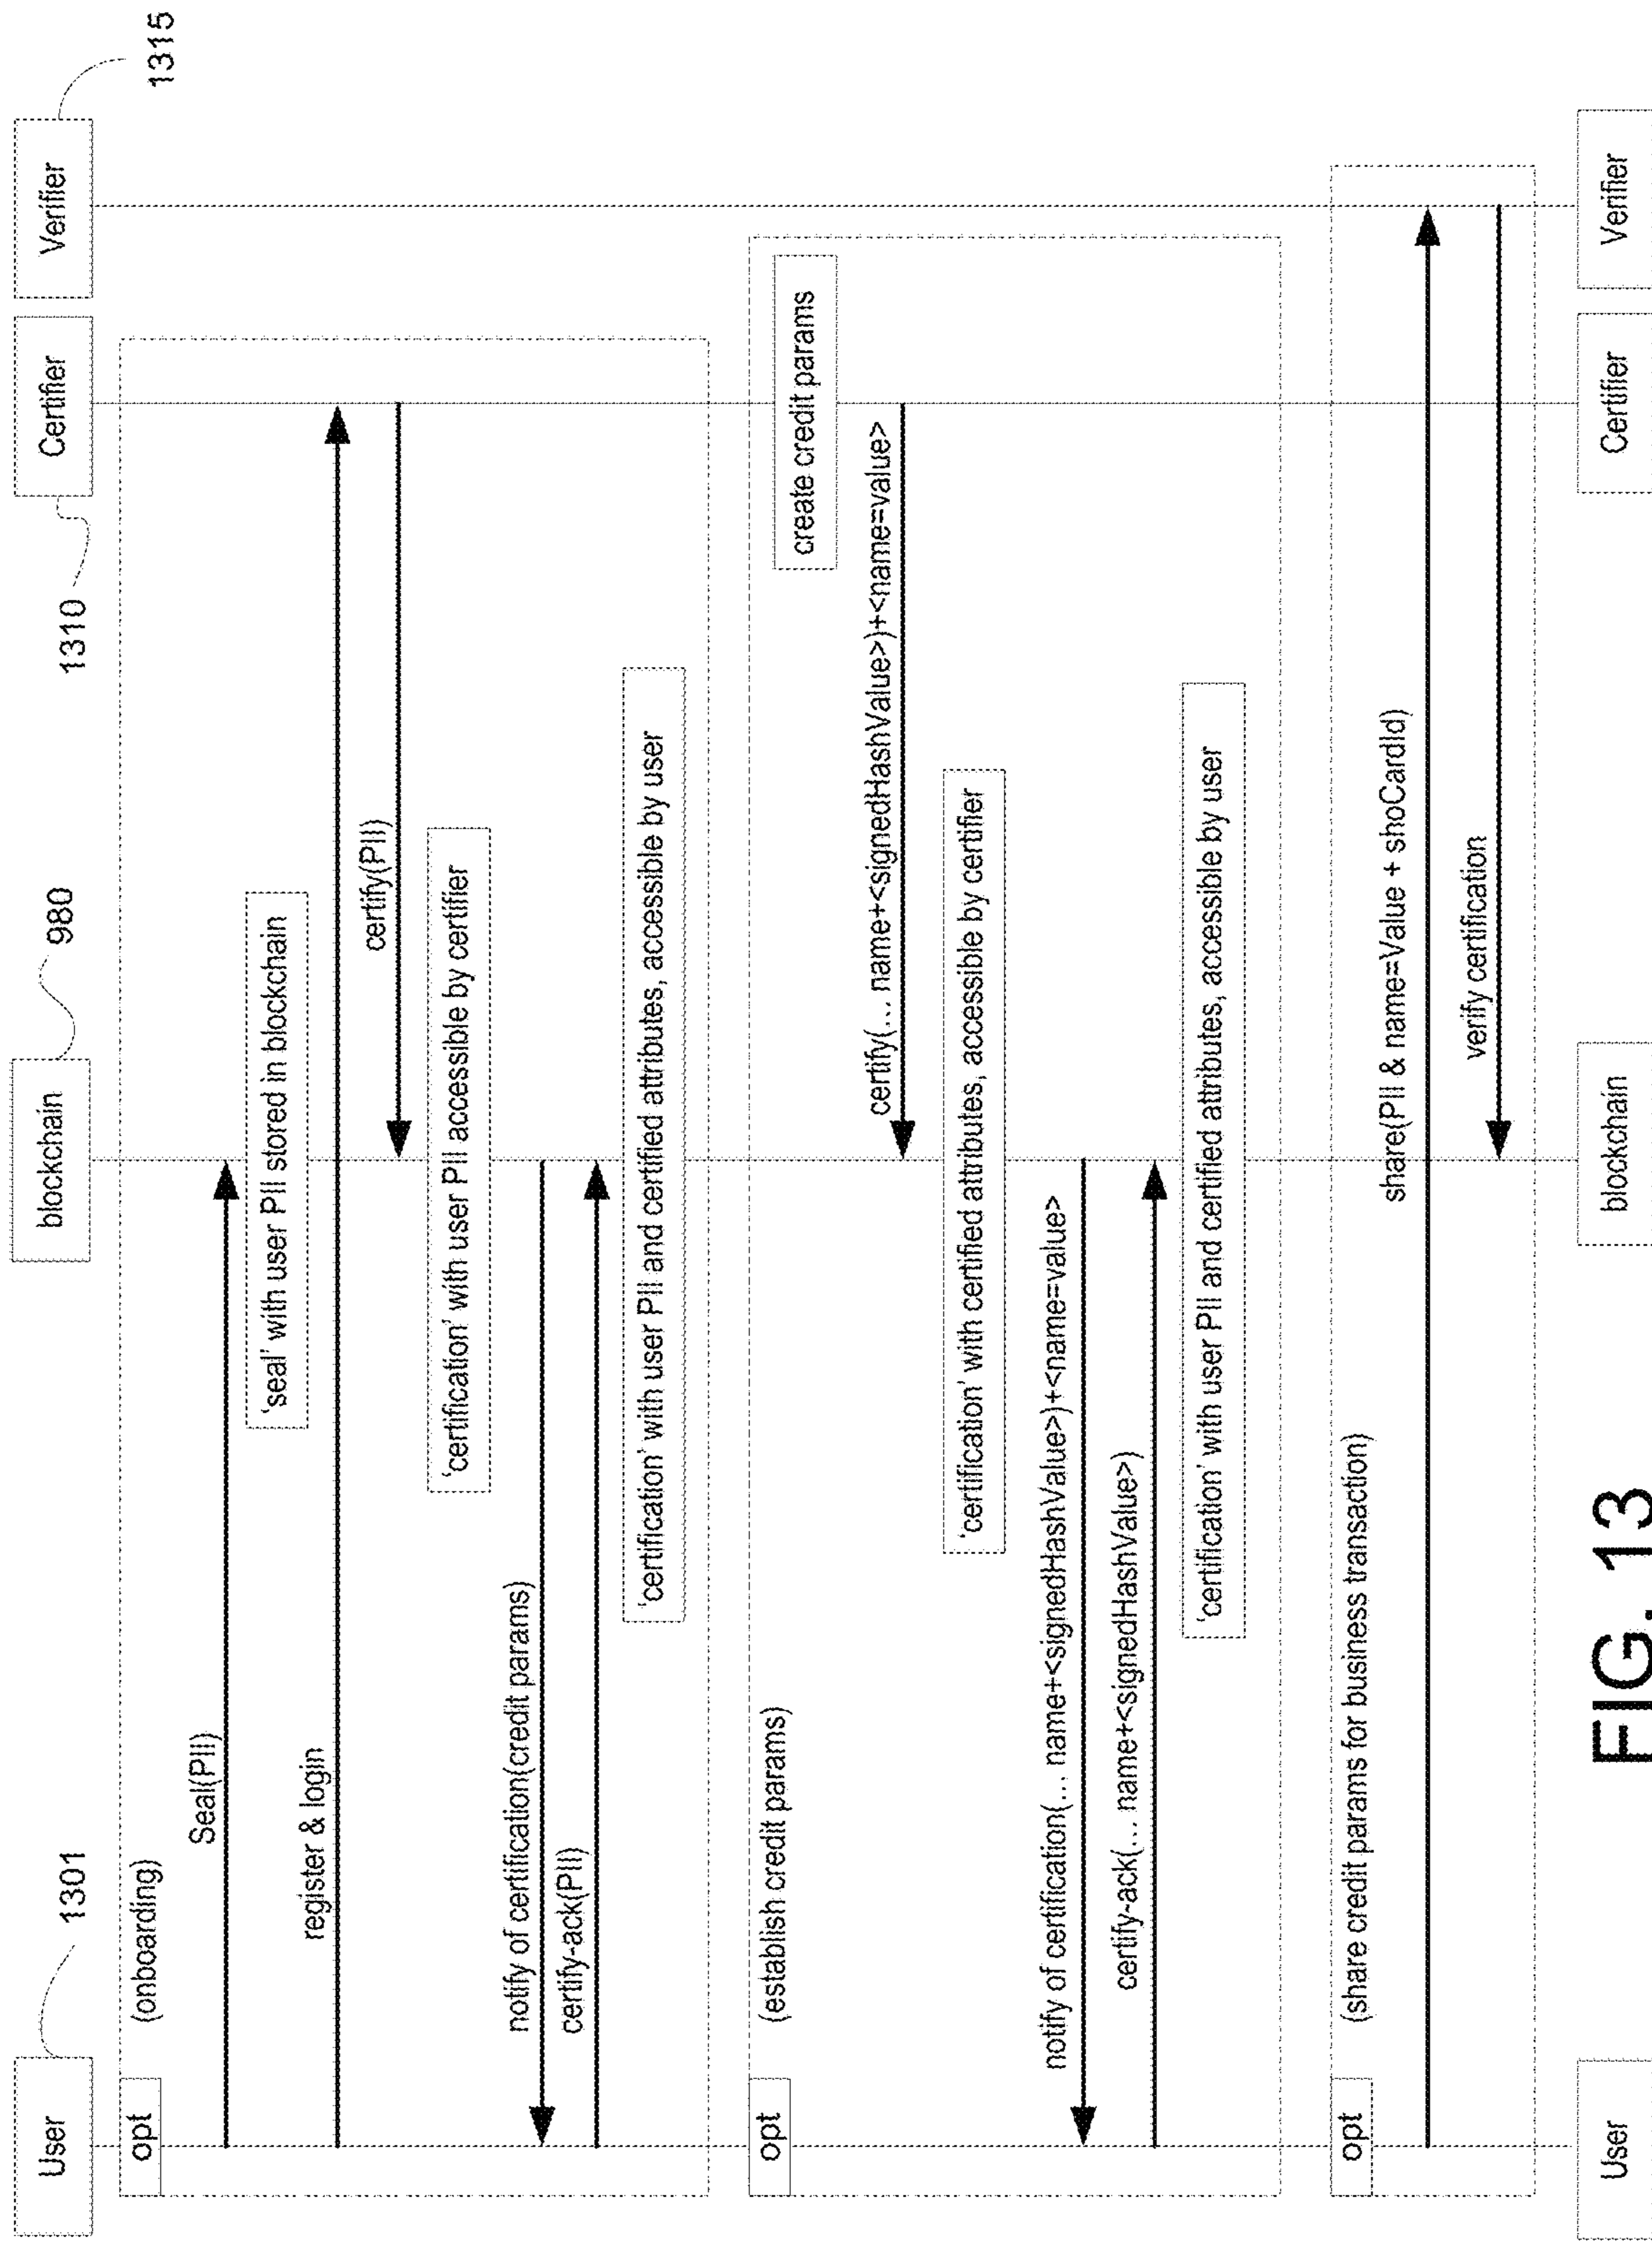 User
blockchain
Certifier
Verifier
1301
980
1310
1315
opt
(onboarding)
Seal(PII)
'seal' with user PII stored in blockchain
register & login
certify(PII)
'certification' with user PII accessible by certifier
notify of certification(credit params)
certify-ack(PII)
'certification' with user PII and certified attributes, accessible by user
opt
(establish credit params)
create credit params
certify(... name+<signedHashValue>)+<name=value>
'certification' with certified attributes, accessible by certifier
notify of certification(... name+<signedHashValue>)+<name=value>
certify-ack(... name+<signedHashValue>)
'certification' with user PII and certified attributes, accessible by user
opt
(share credit params for business transaction)
share(PII & name=Value + shoCardId)
verify certification
User
blockchain
Certifier
Verifier
FIG. 13